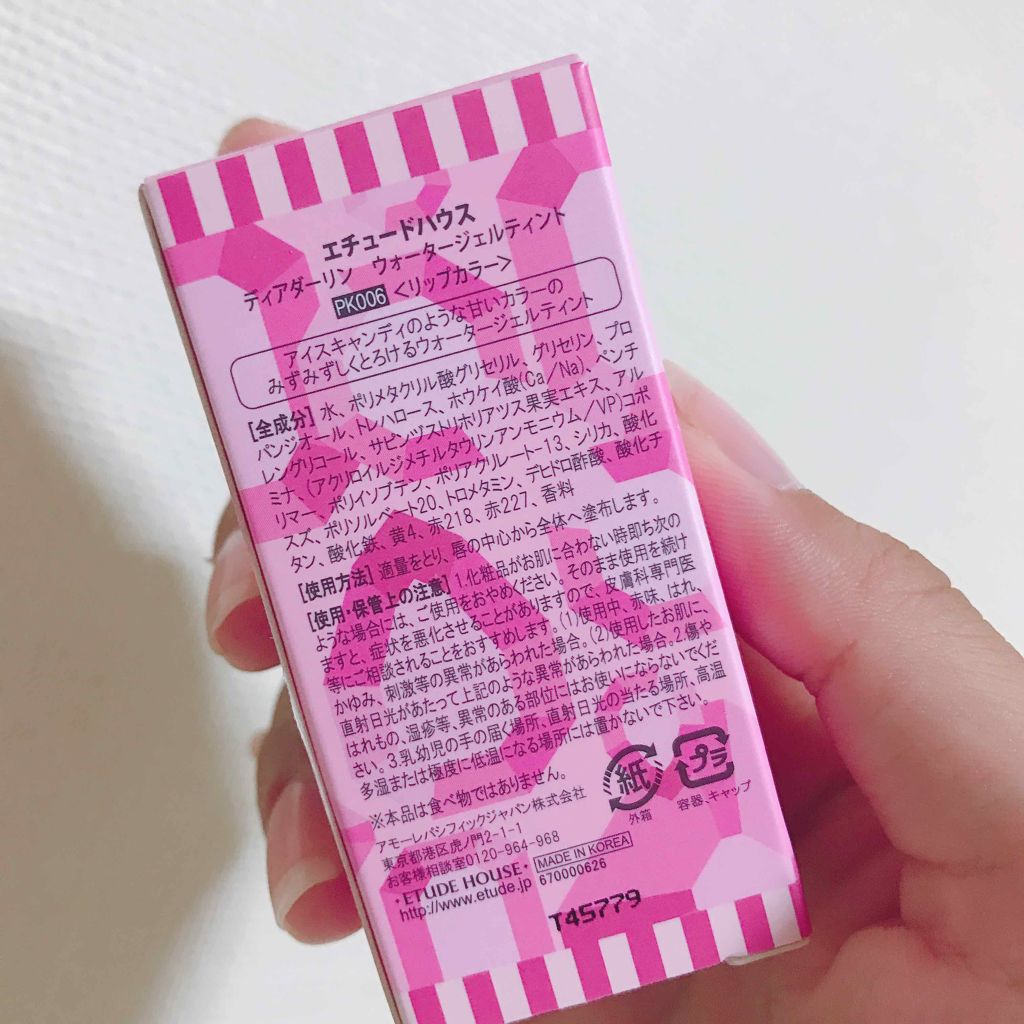 エチュードハウス
ディアダーリン ウォータージェルティント
PK006 <リップカラー>
アイスキャンディのような甘いカラーの
みずみずしくとろけるウォータージェルティント
[全成分] 水、ポリメタクリル酸グリセリル、グリセリン、プロ
パンジオール、トレハロース、ホウケイ酸(Ca/Na)、ペンチ
レングリコール、サピンヅストリホリアツス果実エキス、アル
ミナ、(アクリロイルジメチルタウリンアンモニウム/VP)コポ
リマー、ポリイソブテン、ポリアクリレート-13、シリカ、酸化
スズ、ポリソルベート20、トロメタミン、デヒドロ酢酸、酸化チ
タン、酸化鉄、黄4、赤218、赤227、香料
[使用方法] 適量をとり、唇の中心から全体へ塗布します。
[使用・保管上の注意] 1.化粧品がお肌に合わない時即ち次の
ような場合には、ご使用をおやめください。そのまま使用を続け
ますと、症状を悪化させることがありますので、皮膚科専門医
等にご相談されることをおすすめします。(1)使用中、赤味、はれ、
かゆみ、刺激等の異常があらわれた場合。(2)使用したお肌に、
直射日光があたって上記のような異常があらわれた場合。2.傷や
はれもの、湿疹等、異常のある部位にはお使いにならないでくだ
さい。3.乳幼児の手の届く場所、直射日光の当たる場所、高温
多湿または極度に低温になる場所には置かないで下さい。
※本品は食べ物ではありません。
アモーレパシフィックジャパン株式会社
東京都港区虎ノ門2-1-1
お客様相談室0120-964-968
・ETUDE HOUSE・ MADE IN KOREA
http://www.etude.jp 670000626
紙 プラ
外箱 容器、キャップ
T45779